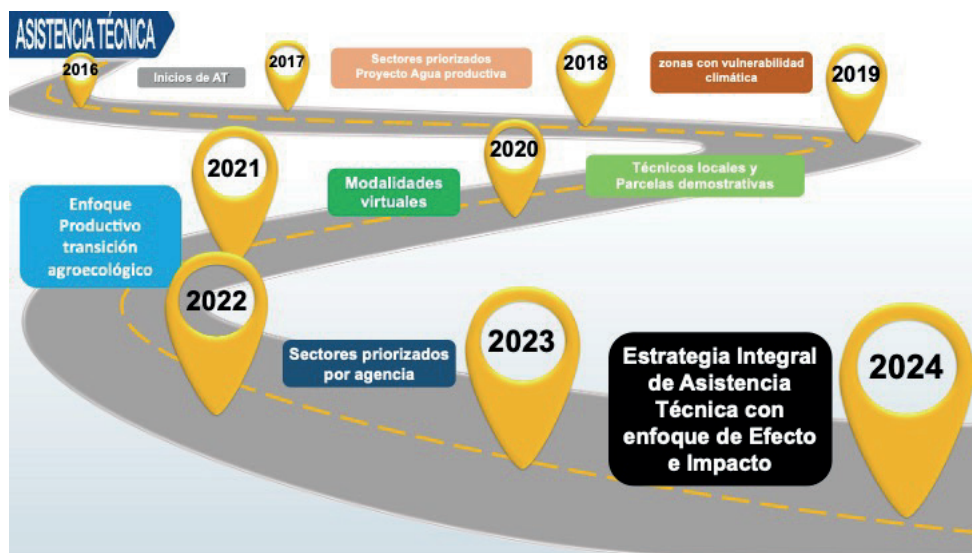 ASISTENCIA TÉCNICA
2016
Inicios de AT
2017
Sectores priorizados
Proyecto Agua productiva
2018
zonas con vulnerabilidad
climática
2019
Técnicos locales y
Parcelas demostrativas
2020
Modalidades
virtuales
2021
Enfoque
Productivo
transición
agroecológico
2022
Sectores priorizados
por agencia
2023
Estrategia Integral
de Asistencia
Técnica con
enfoque de Efecto
e Impacto
2024